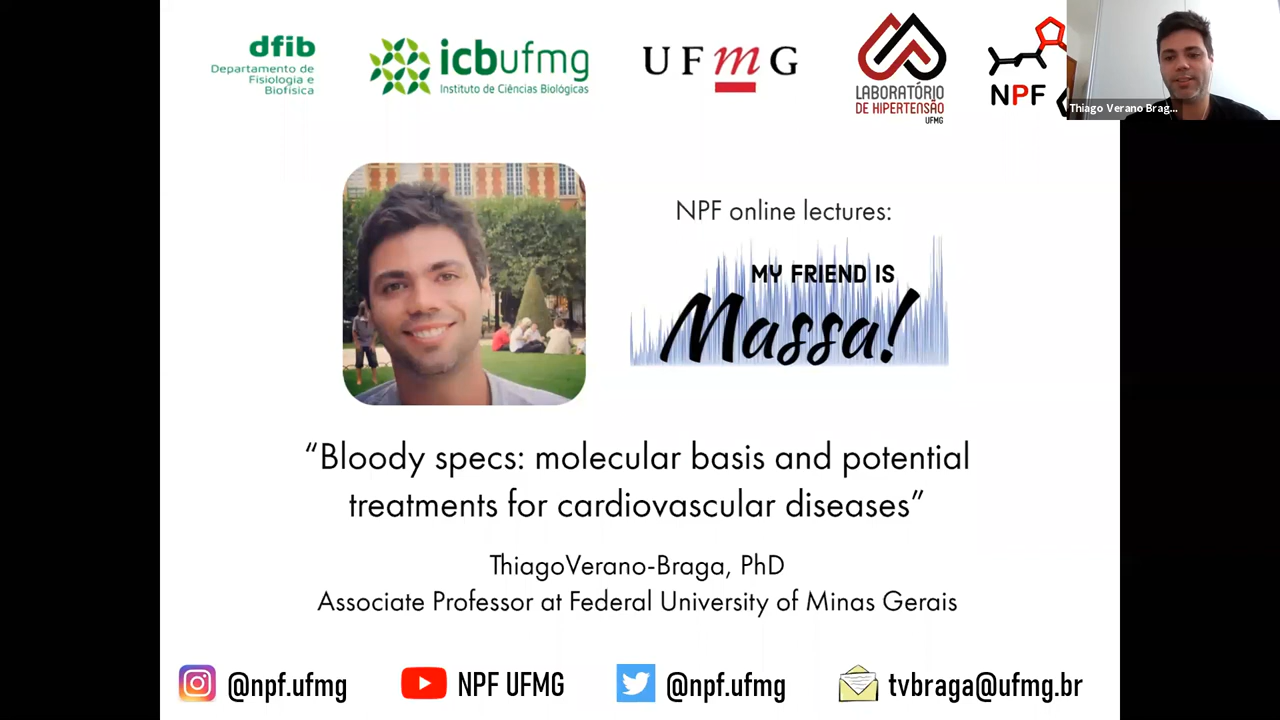 dfib
Departamento de
Fisiologia e
Biofísica
icbufmg
Instituto de Ciências Biológicas
UFmG
LABORATÓRIO
DE HIPERTENSÃO
UFMG
NPF
Thiago Verano Brag...
NPF online lectures:
MY FRIEND IS
Massa!
“Bloody specs: molecular basis and potential
treatments for cardiovascular diseases”
ThiagoVerano-Braga, PhD
Associate Professor at Federal University of Minas Gerais
@npf.ufmg
NPF UFMG
@npf.ufmg
tvbraga@ufmg.br